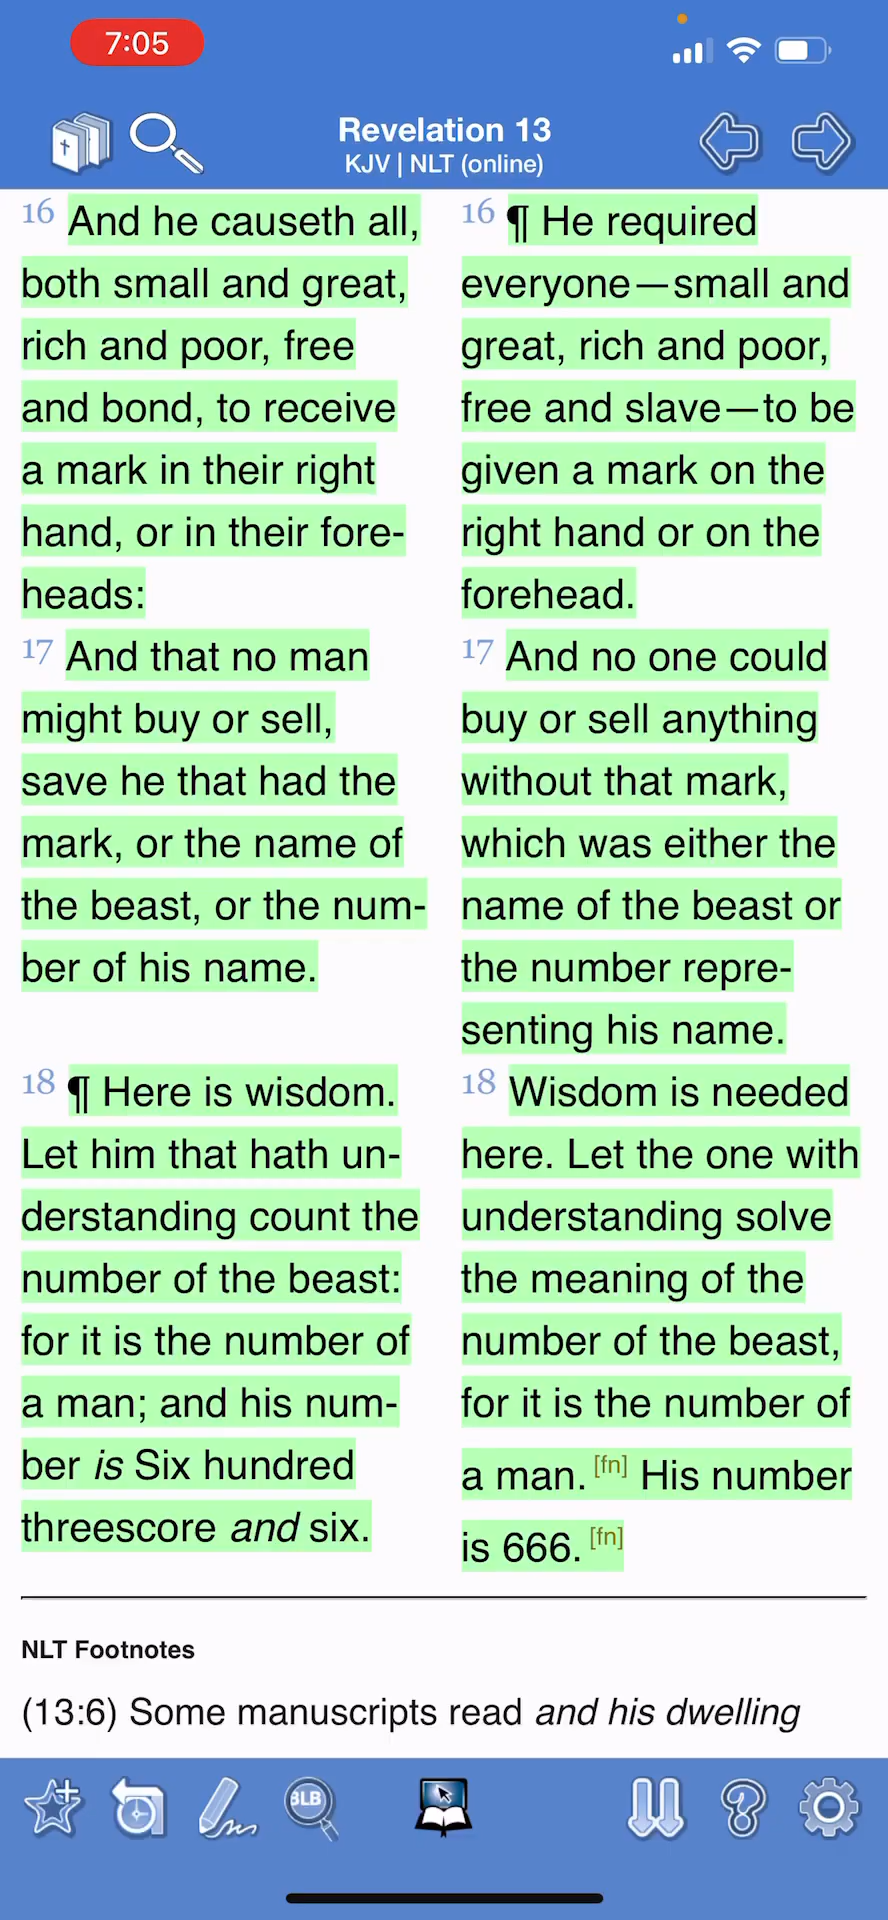 7:05
Revelation 13
KJV | NLT (online)
16 And he causeth all,
both small and great,
rich and poor, free
and bond, to receive
a mark in their right
hand, or in their fore-
heads:
17 And that no man
might buy or sell,
save he that had the
mark, or the name of
the beast, or the num-
ber of his name.
18 ¶ Here is wisdom.
Let him that hath un-
derstanding count the
number of the beast:
for it is the number of
a man; and his num-
ber is Six hundred
threescore and six.
16 ¶ He required
everyone—small and
great, rich and poor,
free and slave—to be
given a mark on the
right hand or on the
forehead.
17 And no one could
buy or sell anything
without that mark,
which was either the
name of the beast or
the number repre-
senting his name.
18 Wisdom is needed
here. Let the one with
understanding solve
the meaning of the
number of the beast,
for it is the number of
a man. [fn] His number
is 666. [fn]
NLT Footnotes
(13:6) Some manuscripts read and his dwelling
BLB